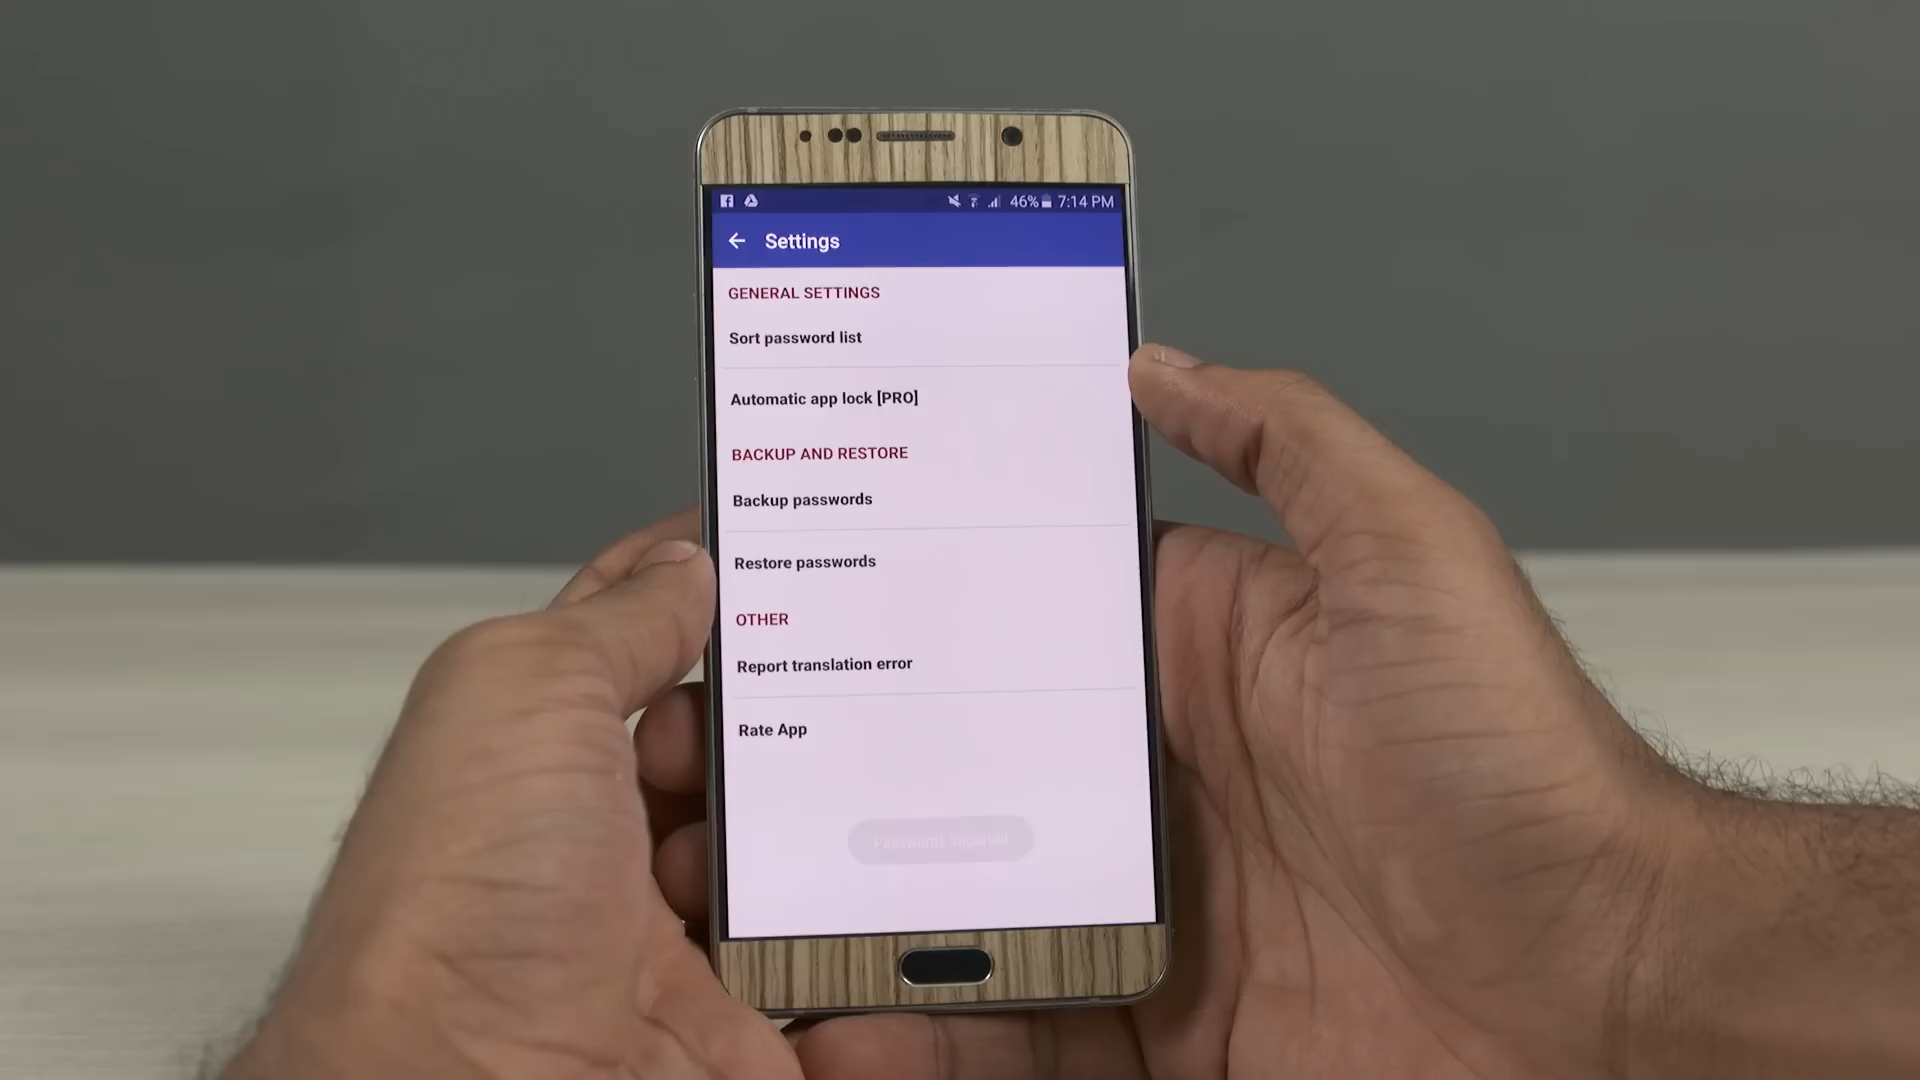 46% 7:14 PM
Settings
GENERAL SETTINGS
Sort password list
Automatic app lock [PRO]
BACKUP AND RESTORE
Backup passwords
Restore passwords
OTHER
Report translation error
Rate App
Passwords